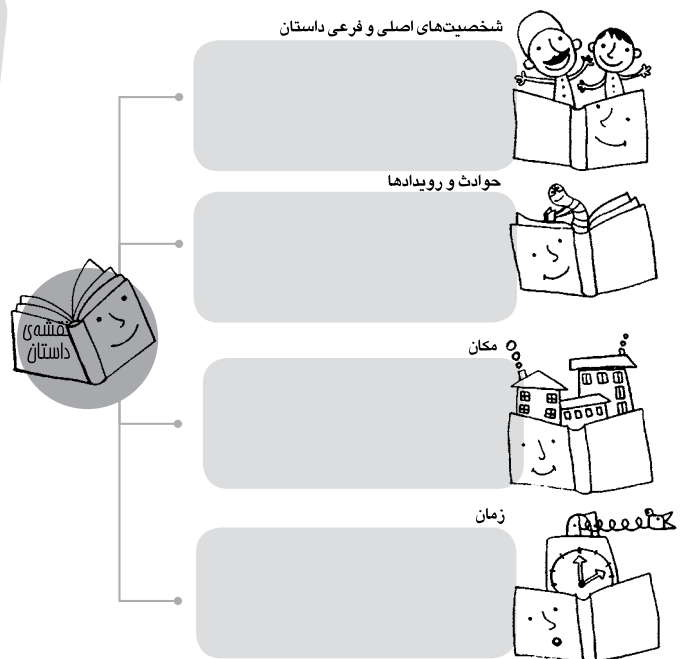 شخصیت‌های اصلی و فرعی داستان
حوادث و رویدادها
نقشه‌ی
داستان
مکان
زمان